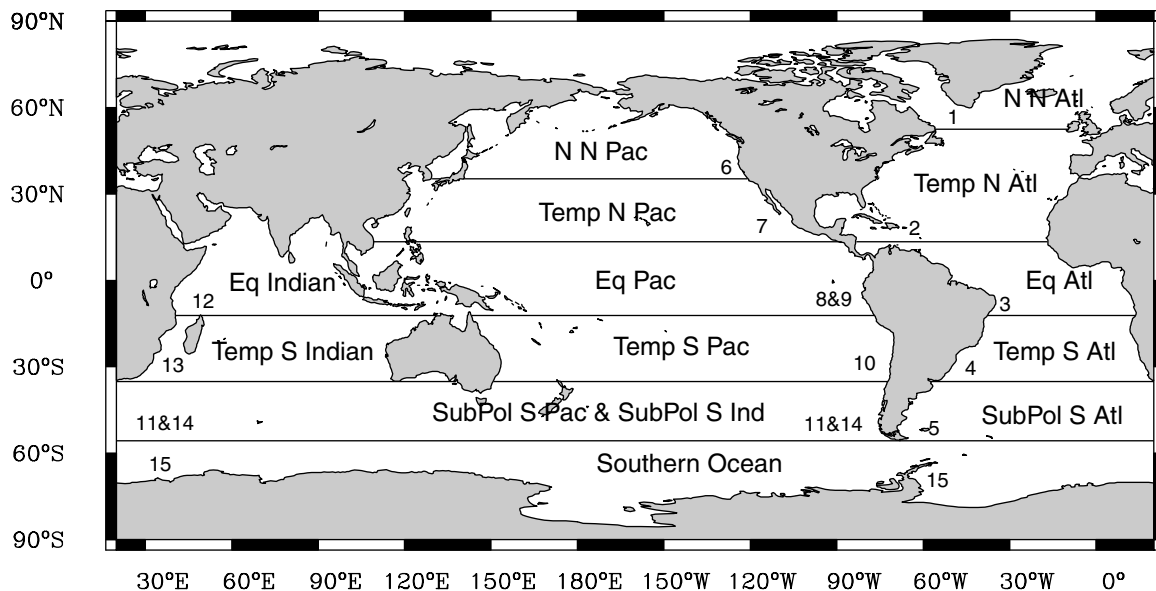 90°N
60°N
N N Atl
1
N N Pac
6
Temp N Atl
30°N
Temp N Pac
7
2
0°
Eq Indian
Eq Pac
Eq Atl
12
8&9
3
Temp S Indian
Temp S Pac
Temp S Atl
13
10
4
30°S
SubPol S Pac & SubPol S Ind
SubPol S Atl
11&14
11&14
5
60°S
15
Southern Ocean
15
90°S
30°E 60°E 90°E 120°E 150°E 180°E 150°W 120°W 90°W 60°W 30°W 0°